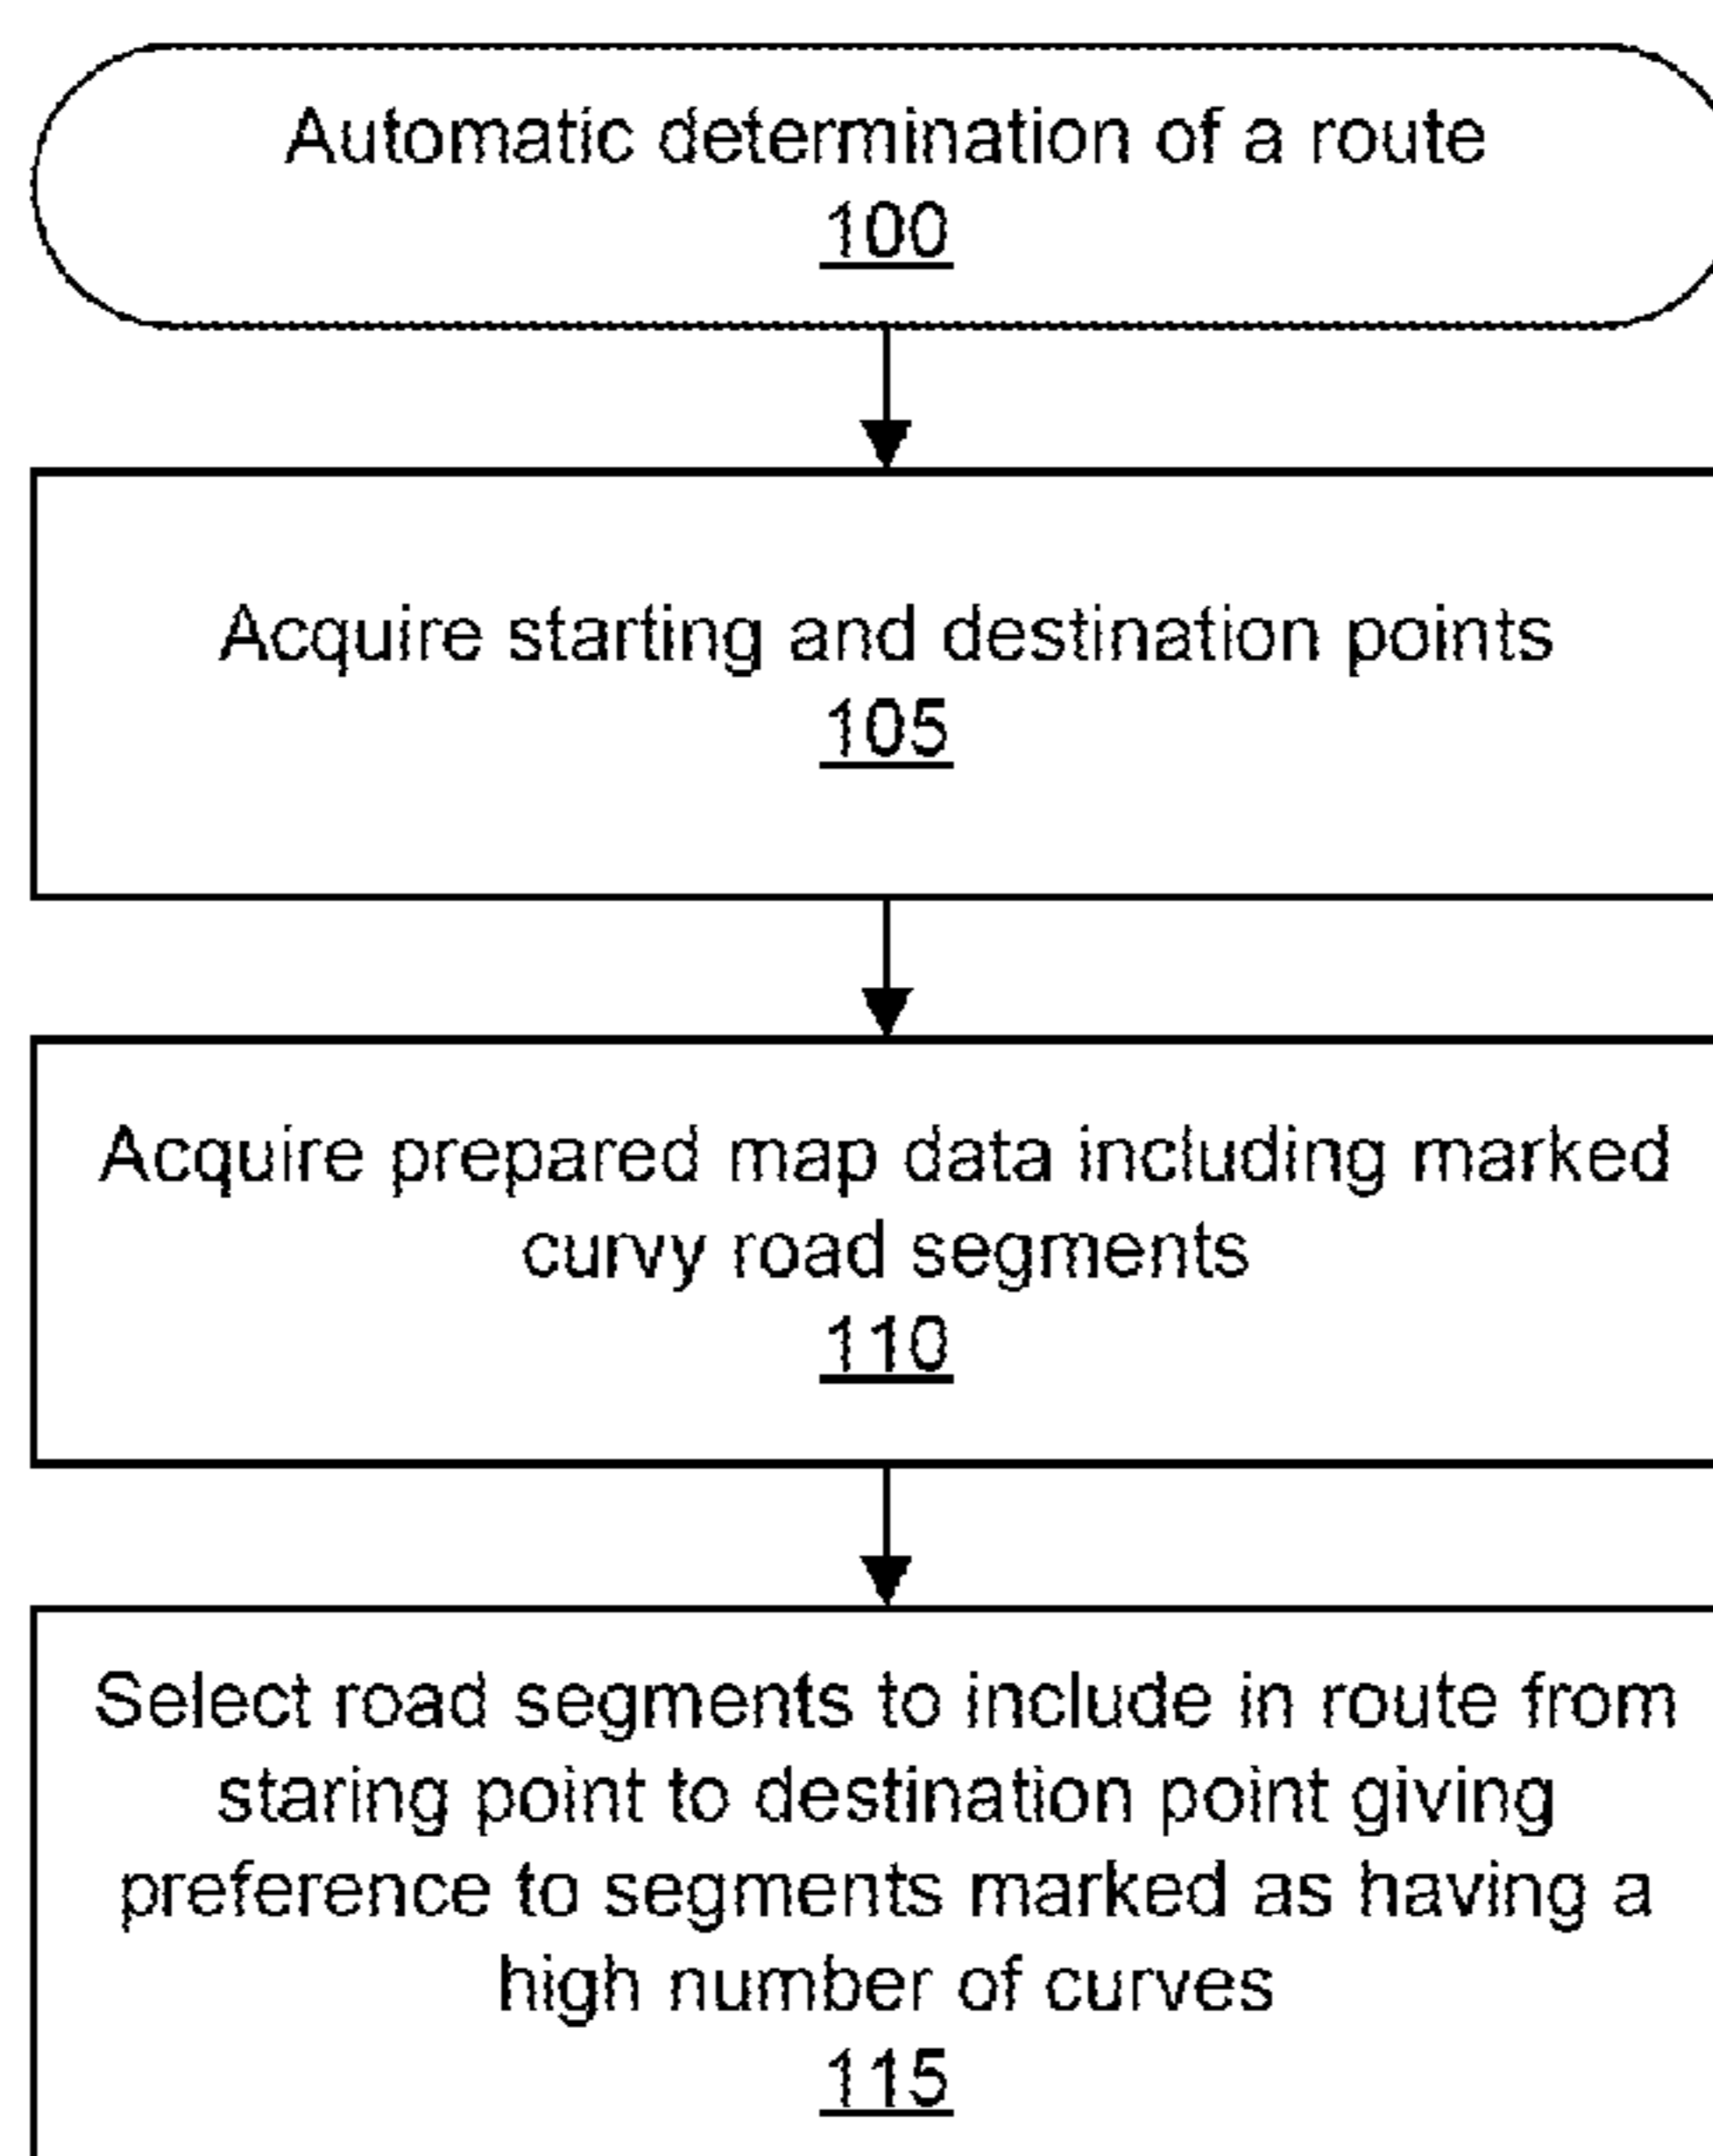 Automatic determination of a route
100
Acquire starting and destination points
105
Acquire prepared map data including marked
curvy road segments
110
Select road segments to include in route from
staring point to destination point giving
preference to segments marked as having a
high number of curves
115